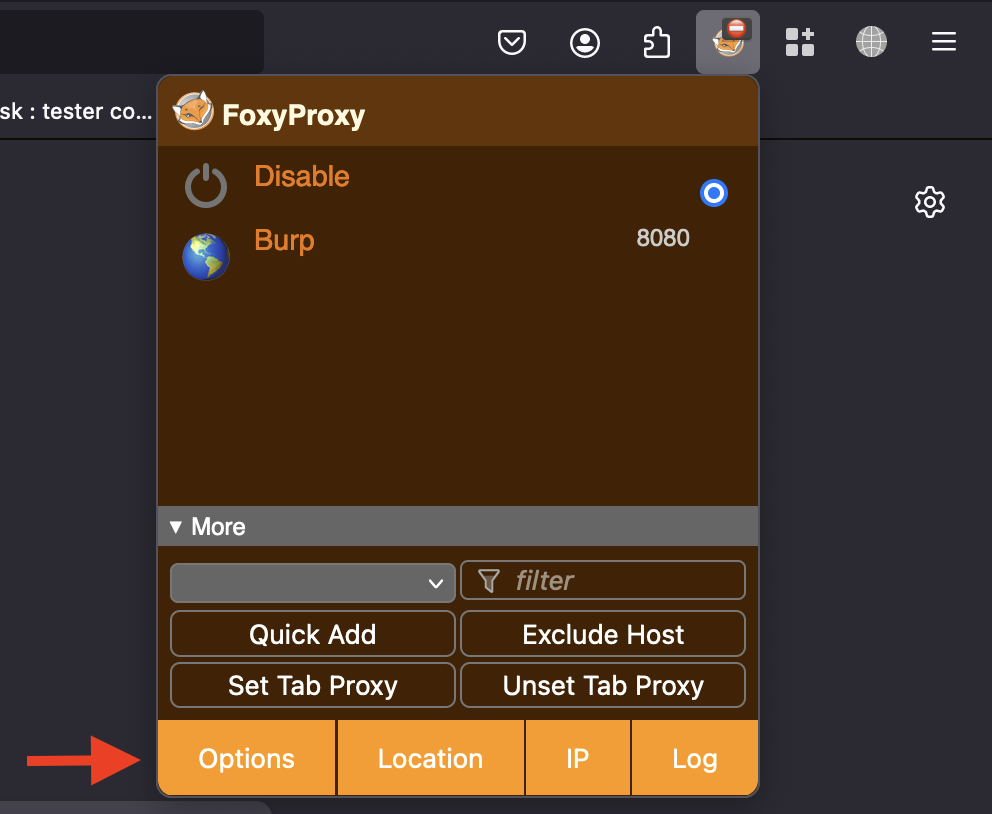 sk : tester co...
FoxyProxy
Disable
Burp 8080
▼ More
filter
Quick Add Exclude Host
Set Tab Proxy Unset Tab Proxy
Options Location IP Log